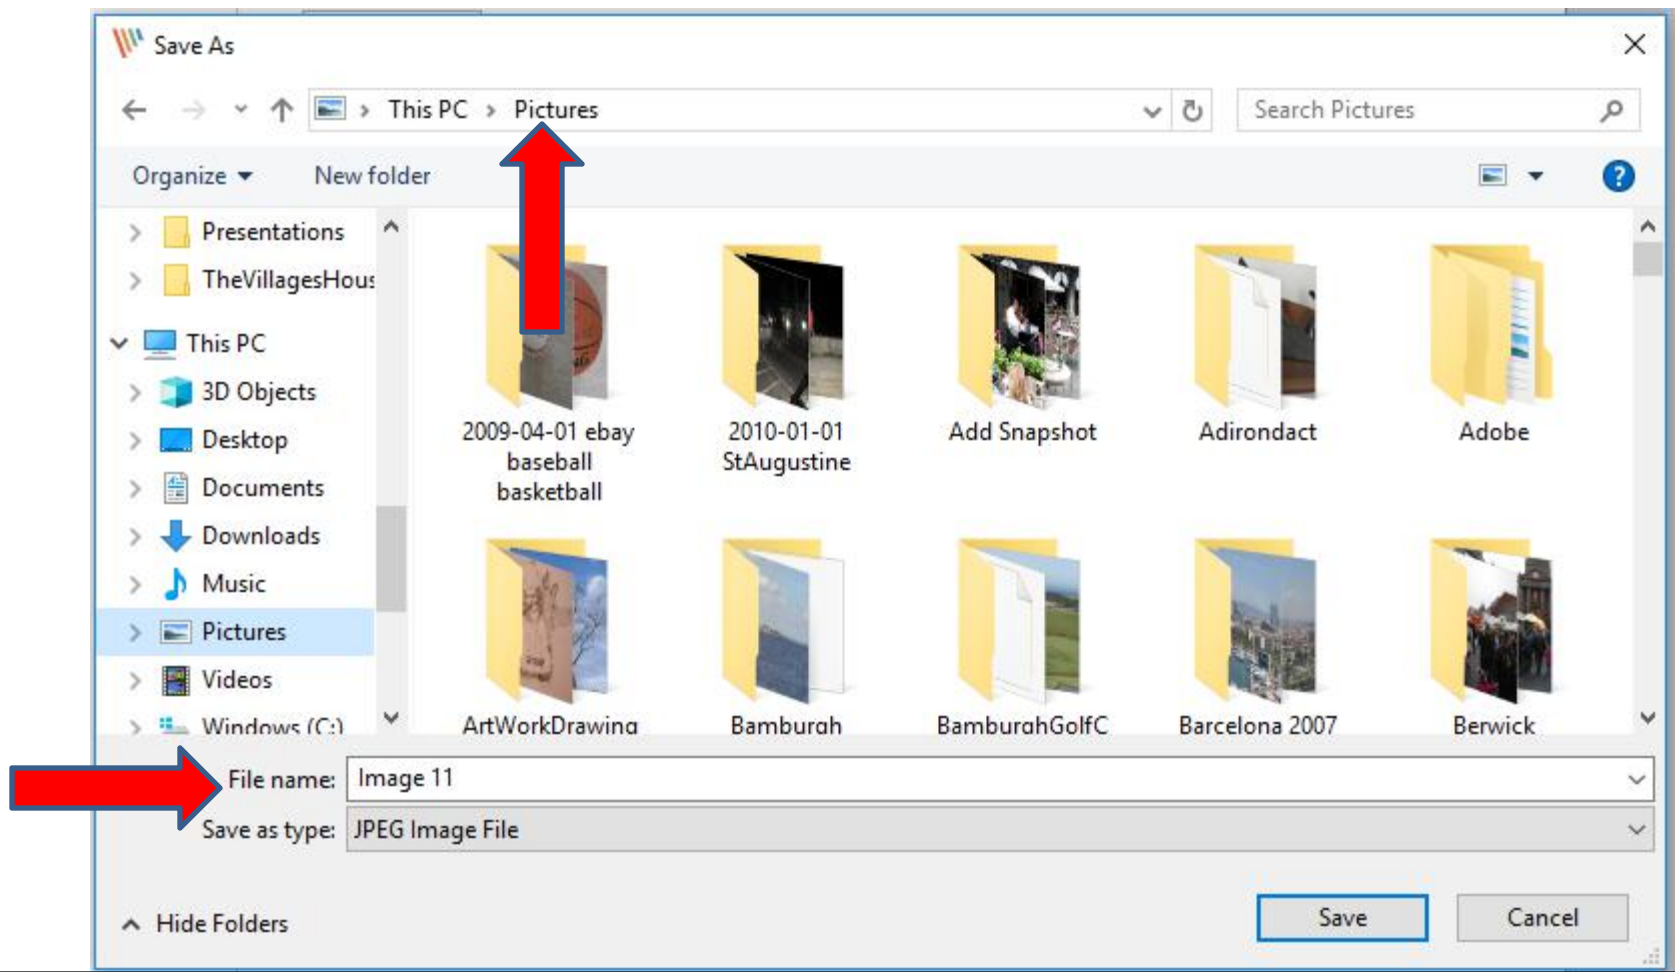 Save As
This PC
Pictures
Search Pictures
Organize
New folder
?
Presentations
TheVillagesHous
This PC
3D Objects
Desktop
Documents
Downloads
Music
Pictures
Videos
Windows (C:)
2009-04-01 ebay
baseball
basketball
2010-01-01
StAugustine
Add Snapshot
Adirondact
Adobe
ArtWorkDrawing
Bamburgh
BamburghGolfC
Barcelona 2007
Berwick
File name: Image 11
Save as type: JPEG Image File
Hide Folders
Save
Cancel